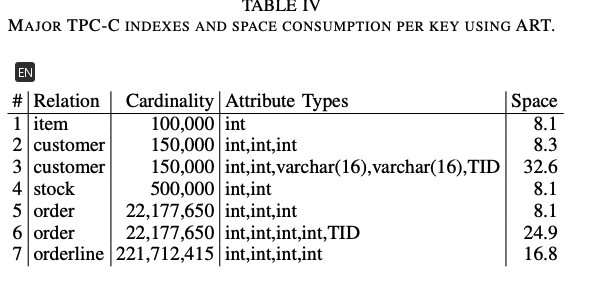 TABLE IV
MAJOR TPC-C INDEXES AND SPACE CONSUMPTION PER KEY USING ART.
EN
# Relation Cardinality Attribute Types Space
1 item 100,000 int 8.1
2 customer 150,000 int,int,int 8.3
3 customer 150,000 int,int,varchar(16),varchar(16),TID 32.6
4 stock 500,000 int,int 8.1
5 order 22,177,650 int,int,int 8.1
6 order 22,177,650 int,int,int,int,TID 24.9
7 orderline 221,712,415 int,int,int,int 16.8